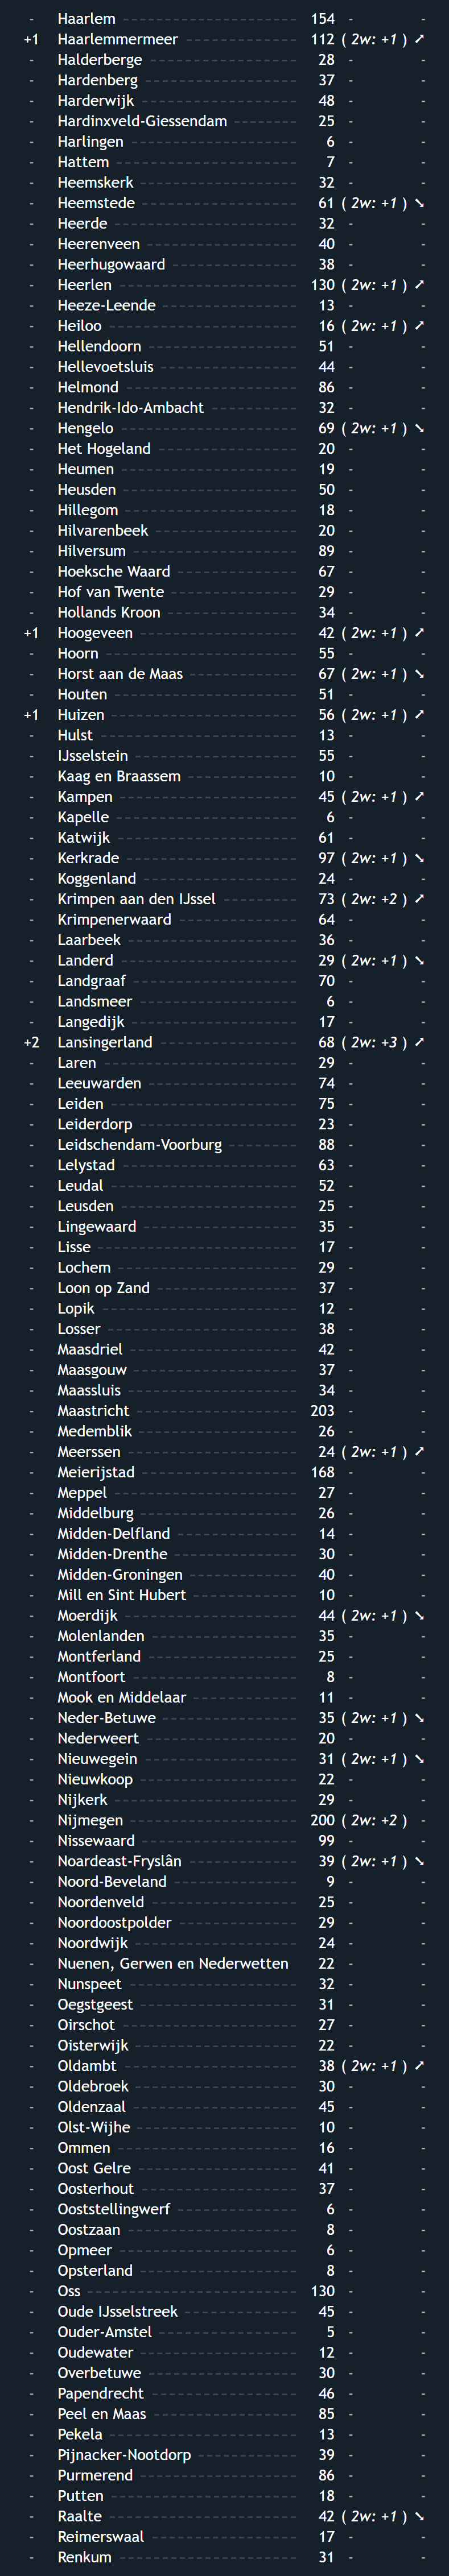 - Haarlem 154 - -
+1 Haarlemmermeer 112 ( 2w: +1 ) ➚
- Halderberge 28 - -
- Hardenberg 37 - -
- Harderwijk 48 - -
- Hardinxveld-Giessendam 25 - -
- Harlingen 6 - -
- Hattem 7 - -
- Heemskerk 32 - -
- Heemstede 61 ( 2w: +1 ) ➘
- Heerde 32 - -
- Heerenveen 40 - -
- Heerhugowaard 38 - -
- Heerlen 130 ( 2w: +1 ) ➚
- Heeze-Leende 13 - -
- Heiloo 16 ( 2w: +1 ) ➚
- Hellendoorn 51 - -
- Hellevoetsluis 44 - -
- Helmond 86 - -
- Hendrik-Ido-Ambacht 32 - -
- Hengelo 69 ( 2w: +1 ) ➘
- Het Hogeland 20 - -
- Heumen 19 - -
- Heusden 50 - -
- Hillegom 18 - -
- Hilvarenbeek 20 - -
- Hilversum 89 - -
- Hoeksche Waard 67 - -
- Hof van Twente 29 - -
- Hollands Kroon 34 - -
+1 Hoogeveen 42 ( 2w: +1 ) ➚
- Hoorn 55 - -
- Horst aan de Maas 67 ( 2w: +1 ) ➘
- Houten 51 - -
+1 Huizen 56 ( 2w: +1 ) ➚
- Hulst 13 - -
- IJsselstein 55 - -
- Kaag en Braassem 10 - -
- Kampen 45 ( 2w: +1 ) ➚
- Kapelle 6 - -
- Katwijk 61 - -
- Kerkrade 97 ( 2w: +1 ) ➘
- Koggenland 24 - -
- Krimpen aan den IJssel 73 ( 2w: +2 ) ➚
- Krimpenerwaard 64 - -
- Laarbeek 36 - -
- Landerd 29 ( 2w: +1 ) ➘
- Landgraaf 70 - -
- Landsmeer 6 - -
- Langedijk 17 - -
+2 Lansingerland 68 ( 2w: +3 ) ➚
- Laren 29 - -
- Leeuwarden 74 - -
- Leiden 75 - -
- Leiderdorp 23 - -
- Leidschendam-Voorburg 88 - -
- Lelystad 63 - -
- Leudal 52 - -
- Leusden 25 - -
- Lingewaard 35 - -
- Lisse 17 - -
- Lochem 29 - -
- Loon op Zand 37 - -
- Lopik 12 - -
- Losser 38 - -
- Maasdriel 42 - -
- Maasgouw 37 - -
- Maassluis 34 - -
- Maastricht 203 - -
- Medemblik 26 - -
- Meerssen 24 ( 2w: +1 ) ➚
- Meierijstad 168 - -
- Meppel 27 - -
- Middelburg 26 - -
- Midden-Delfland 14 - -
- Midden-Drenthe 30 - -
- Midden-Groningen 40 - -
- Mill en Sint Hubert 10 - -
- Moerdijk 44 ( 2w: +1 ) ➘
- Molenlanden 35 - -
- Montferland 25 - -
- Montfoort 8 - -
- Mook en Middelaar 11 - -
- Neder-Betuwe 35 ( 2w: +1 ) ➘
- Nederweert 20 - -
- Nieuwegein 31 ( 2w: +1 ) ➘
- Nieuwkoop 22 - -
- Nijkerk 29 - -
- Nijmegen 200 ( 2w: +2 ) -
- Nissewaard 99 - -
- Noardeast-Fryslân 39 ( 2w: +1 ) ➘
- Noord-Beveland 9 - -
- Noordenveld 25 - -
- Noordoostpolder 29 - -
- Noordwijk 24 - -
- Nuenen, Gerwen en Nederwetten 22 - -
- Nunspeet 32 - -
- Oegstgeest 31 - -
- Oirschot 27 - -
- Oisterwijk 22 - -
- Oldambt 38 ( 2w: +1 ) ➚
- Oldebroek 30 - -
- Oldenzaal 45 - -
- Olst-Wijhe 10 - -
- Ommen 16 - -
- Oost Gelre 41 - -
- Oosterhout 37 - -
- Ooststellingwerf 6 - -
- Oostzaan 8 - -
- Opmeer 6 - -
- Opsterland 8 - -
- Oss 130 - -
- Oude IJsselstreek 45 - -
- Ouder-Amstel 5 - -
- Oudewater 12 - -
- Overbetuwe 30 - -
- Papendrecht 46 - -
- Peel en Maas 85 - -
- Pekela 13 - -
- Pijnacker-Nootdorp 39 - -
- Purmerend 86 - -
- Putten 18 - -
- Raalte 42 ( 2w: +1 ) ➘
- Reimerswaal 17 - -
- Renkum 31 - -